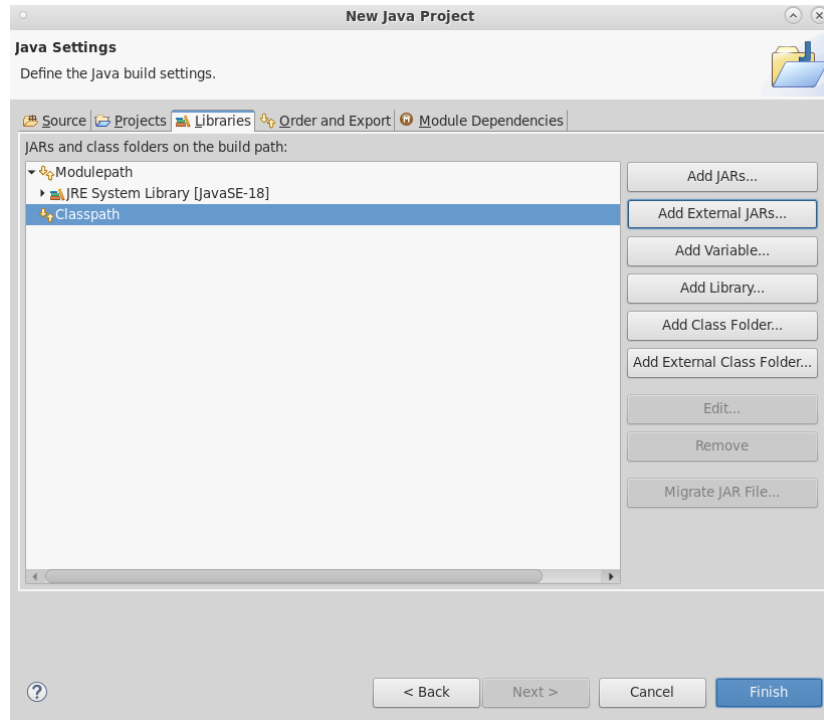 New Java Project
Java Settings
Define the Java build settings.
Source Projects Libraries Order and Export Module Dependencies
JARs and class folders on the build path:
Modulepath
JRE System Library [JavaSE-18]
Classpath
Add JARs...
Add External JARs...
Add Variable...
Add Library...
Add Class Folder...
Add External Class Folder...
Edit...
Remove
Migrate JAR File...
? < Back Next > Cancel Finish